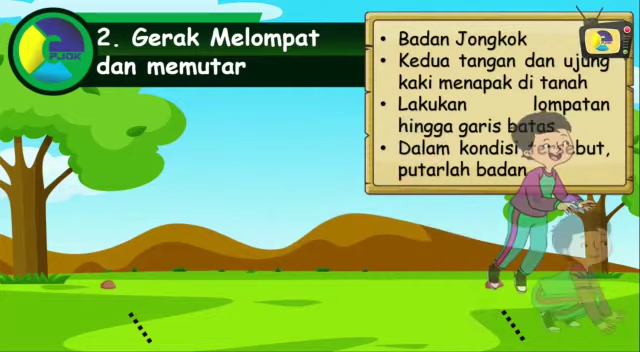 PJOK
2. Gerak Melompat
dan memutar
• Badan Jongkok
• Kedua tangan dan ujung
kaki menapak di tanah
• Lakukan lompatan
hingga garis batas
• Dalam kondisi tersebut,
putarlah badan